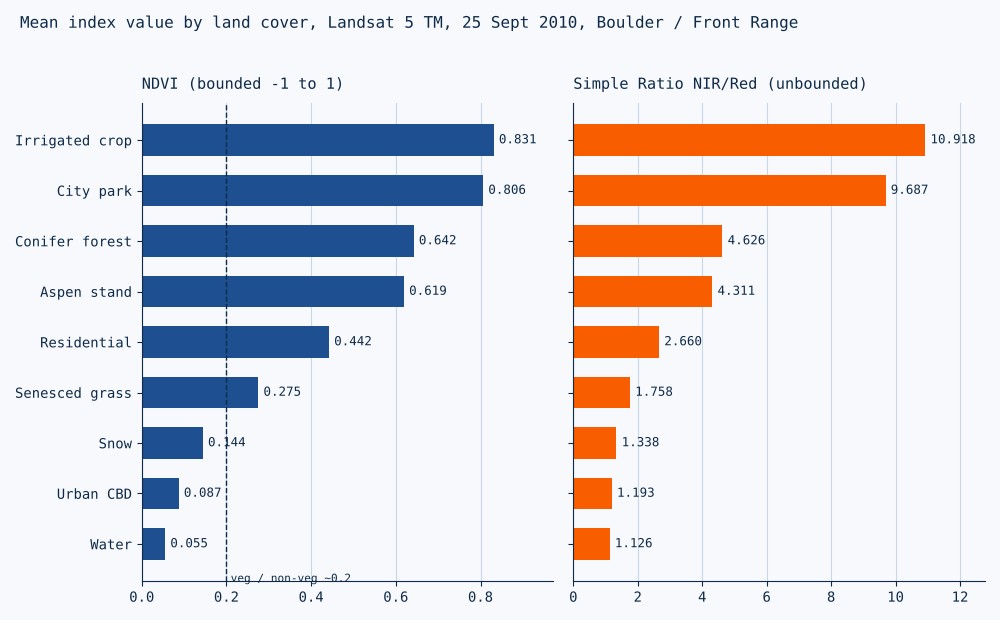 Mean index value by land cover, Landsat 5 TM, 25 Sept 2010, Boulder / Front Range
NDVI (bounded -1 to 1)
Irrigated crop 0.831
City park 0.806
Conifer forest 0.642
Aspen stand 0.619
Residential 0.442
Senesced grass 0.275
Snow 0.144
Urban CBD 0.087
Water 0.055
veg / non-veg ~0.2
0.0 0.2 0.4 0.6 0.8
Simple Ratio NIR/Red (unbounded)
10.918
9.687
4.626
4.311
2.660
1.758
1.338
1.193
1.126
0 2 4 6 8 10 12